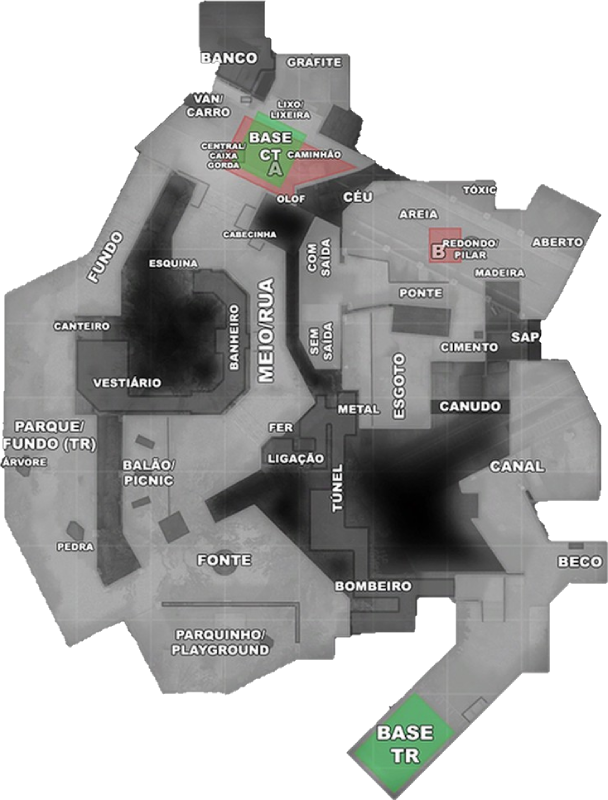 BANCO
GRAFITE
VAN/
CARRO
LIXO/
LIXEIRA
BASE
CT
A
CENTRAL/
CAIXA
GORDA
CAMINHÃO
OLOF
CÉU
TÓXIC
AREIA
CABECINHA
COM
SAÍDA
B
REDONDO/
PILAR
ABERTO
FUNDO
ESQUINA
MADEIRA
PONTE
MEIO/RUA
CANTEIRO
BANHEIRO
SEM
SAÍDA
CIMENTO
SAPA
VESTIÁRIO
ESGOTO
METAL
CANUDO
PARQUE/
FUNDO (TR)
FER
ÁRVORE
BALÃO/
PICNIC
LIGAÇÃO
TÚNEL
CANAL
PEDRA
FONTE
BECO
BOMBEIRO
PARQUINHO/
PLAYGROUND
BASE
TR